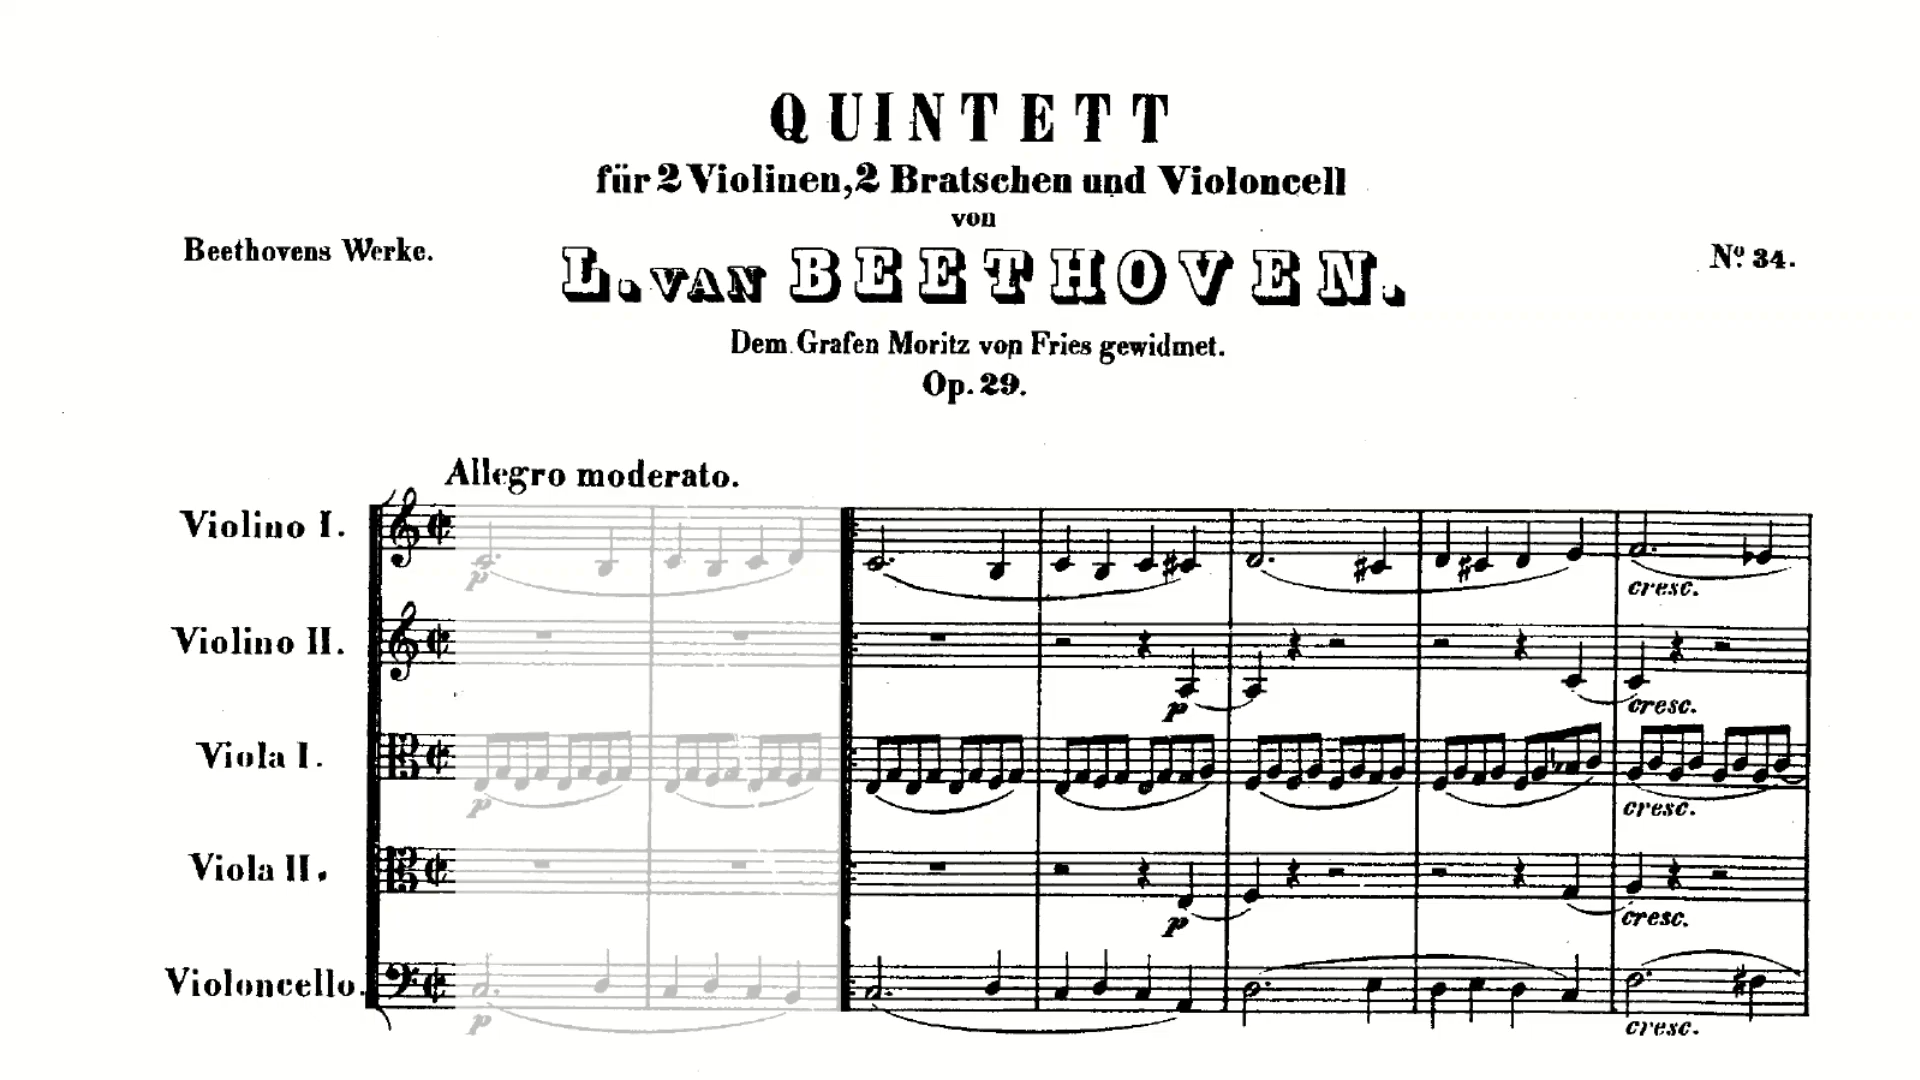 QUINTETT
für 2 Violinen, 2 Bratschen und Violoncell
von
Beethovens Werke.
L. VAN BEETHOVEN.
Nº 34.
Dem Grafen Moritz von Fries gewidmet.
Op. 29.
Allegro moderato.
Violino I.
p
cresc.
Violino II.
p
cresc.
Viola I.
p
cresc.
Viola II.
p
cresc.
Violoncello.
p
cresc.